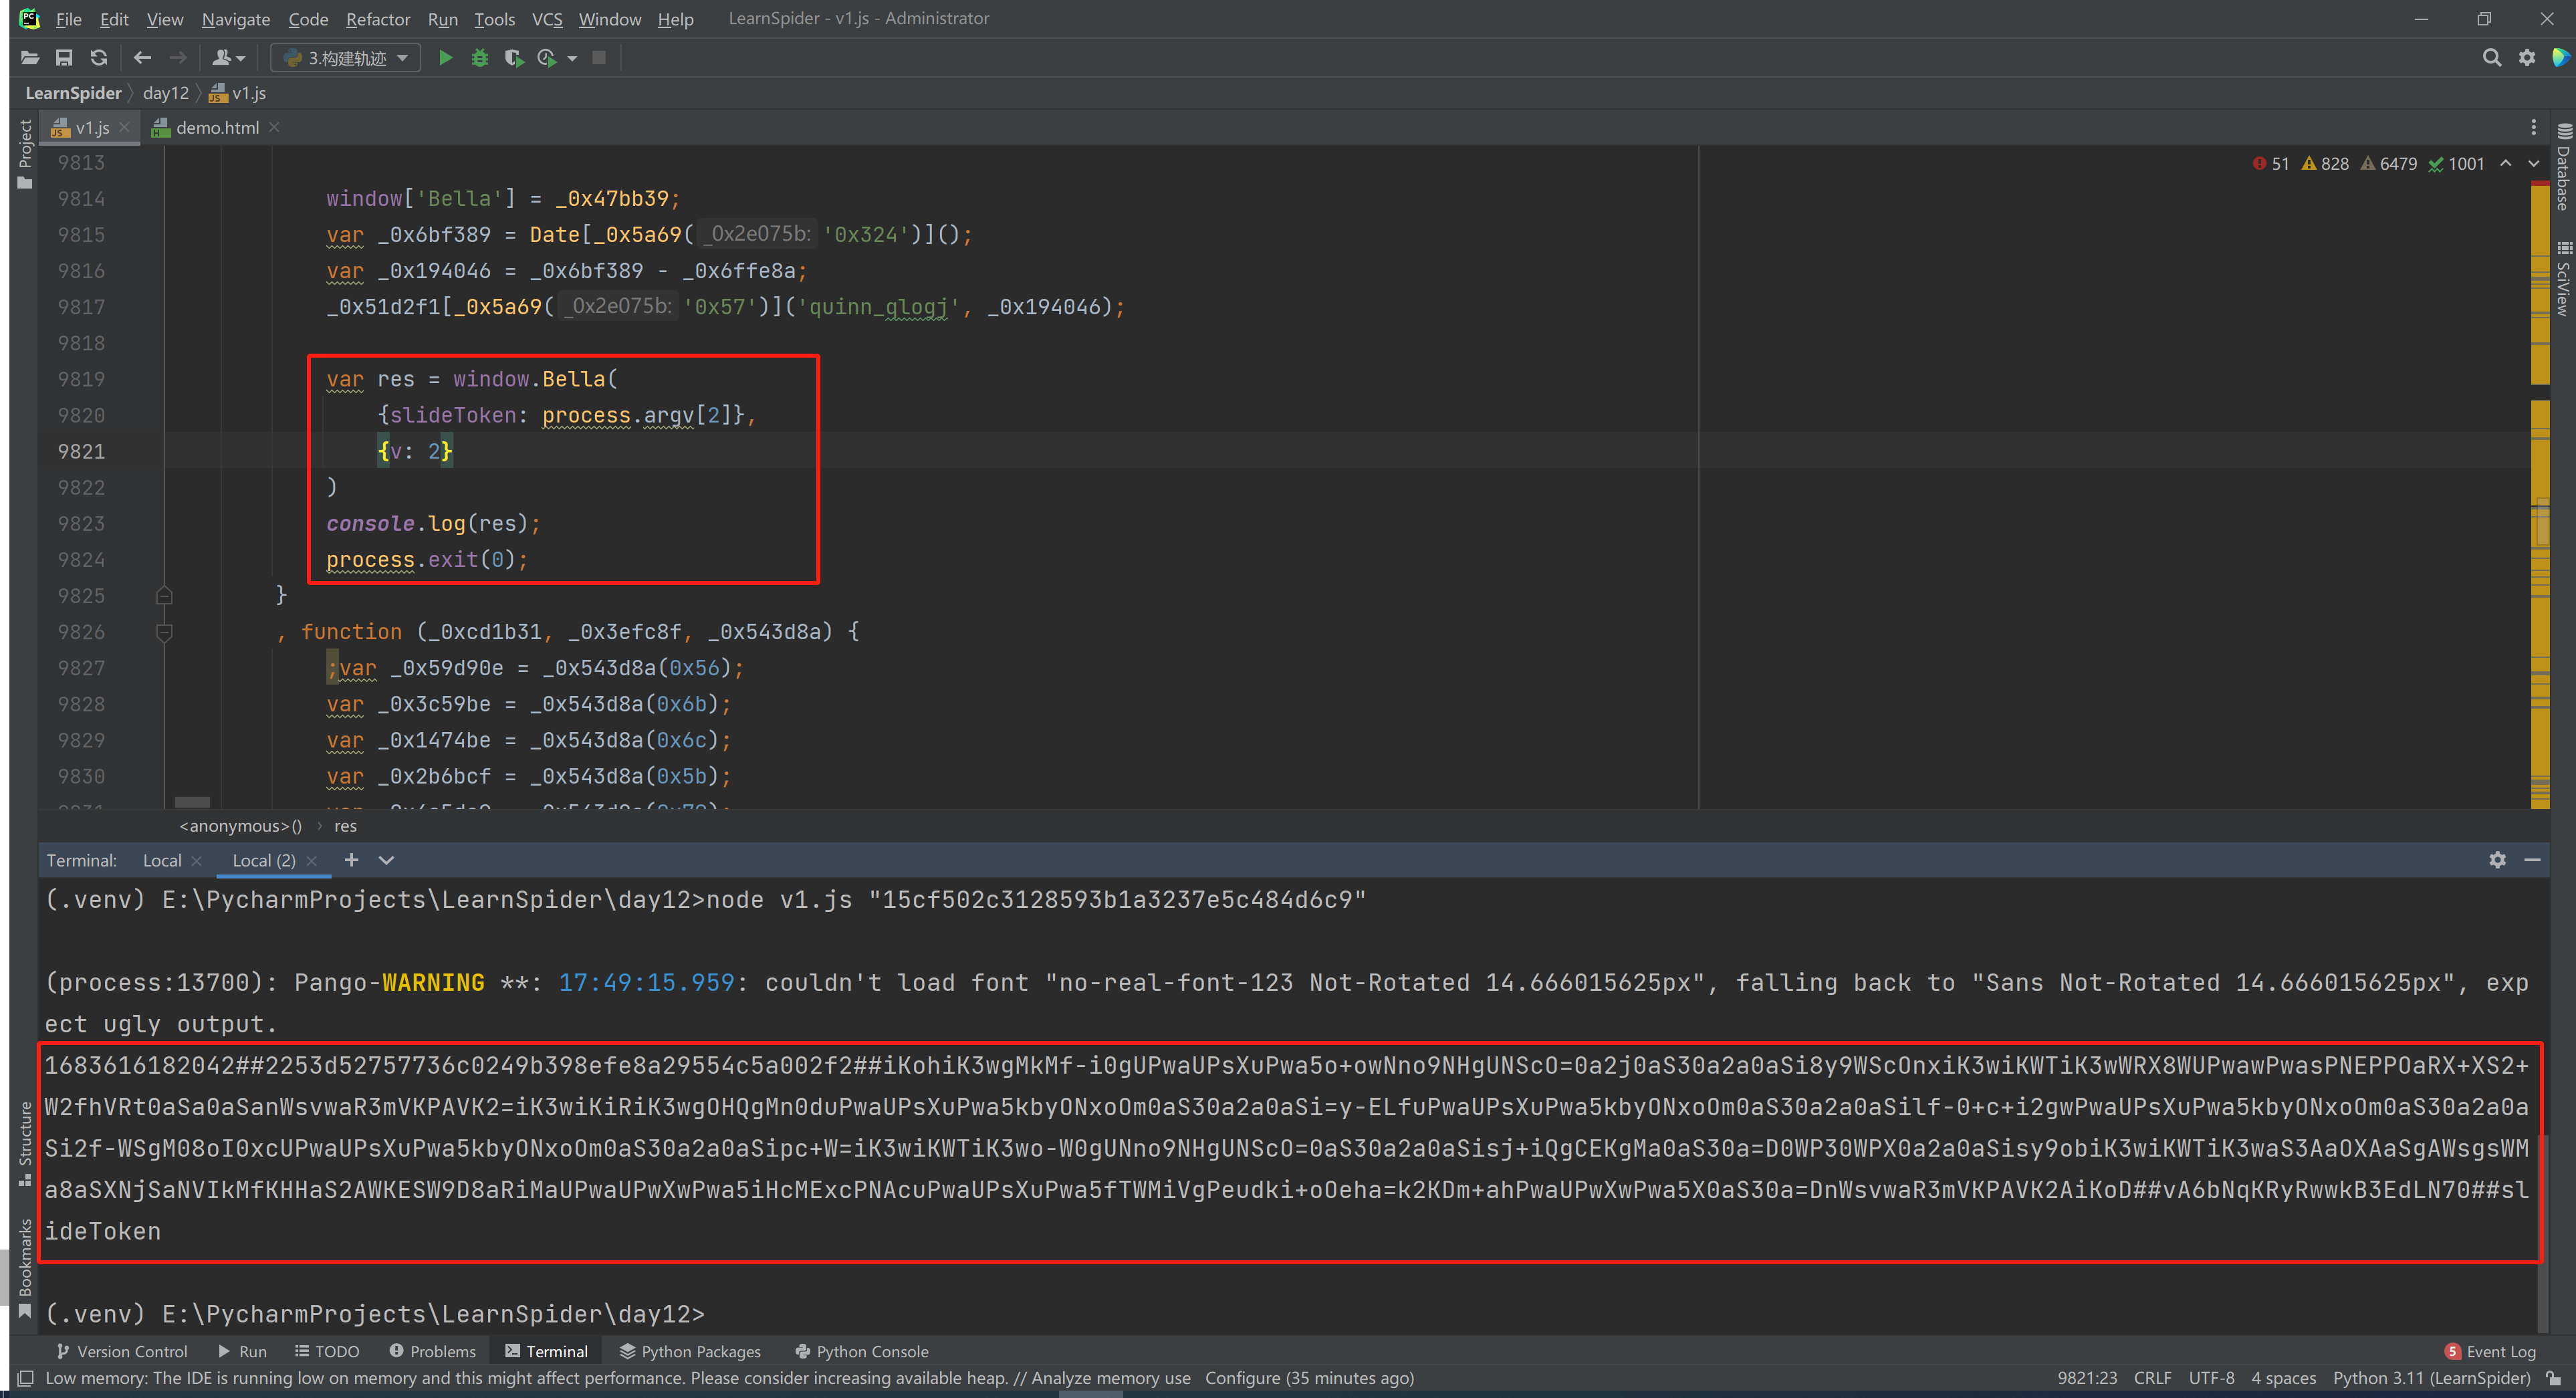 File Edit View Navigate Code Refactor Run Tools VCS Window Help LearnSpider - v1.js - Administrator
3.构建轨迹
LearnSpider day12 v1.js
v1.js demo.html
51 828 6479 1001
9813
9814 window['Bella'] = _0x47bb39;
9815 var _0x6bf389 = Date[_0x5a69( _0x2e075b: '0x324')]();
9816 var _0x194046 = _0x6bf389 - _0x6ffe8a;
9817 _0x51d2f1[_0x5a69( _0x2e075b: '0x57')]('quinn_glogj', _0x194046);
9818
9819 var res = window.Bella(
9820 {slideToken: process.argv[2]},
9821 {v: 2}
9822 )
9823 console.log(res);
9824 process.exit(0);
9825 }
9826 , function (_0xcd1b31, _0x3efc8f, _0x543d8a) {
9827 ;var _0x59d90e = _0x543d8a(0x56);
9828 var _0x3c59be = _0x543d8a(0x6b);
9829 var _0x1474be = _0x543d8a(0x6c);
9830 var _0x2b6bcf = _0x543d8a(0x5b);
<anonymous>() › res
Terminal: Local Local (2)
(.venv) E:\PycharmProjects\LearnSpider\day12>node v1.js "15cf502c3128593b1a3237e5c484d6c9"
(process:13700): Pango-WARNING **: 17:49:15.959: couldn't load font "no-real-font-123 Not-Rotated 14.666015625px", falling back to "Sans Not-Rotated 14.666015625px", exp
ect ugly output.
1683616182042##2253d52757736c0249b398efe8a29554c5a002f2##iKohiK3wgMkMf-i0gUPwaUPsXuPwa5o+owNno9NHgUNScO=0a2j0aS30a2a0aSi8y9WScOnxiK3wiKWTiK3wWRX8WUPwawPwasPNEPPOaRX+XS2+
W2fhVRt0aSa0aSanWsvwaR3mVKPAVK2=iK3wiKiRiK3wgOHQgMn0duPwaUPsXuPwa5kbyONxoOm0aS30a2a0aSi=y-ELfuPwaUPsXuPwa5kbyONxoOm0aS30a2a0aSilf-0+c+i2gwPwaUPsXuPwa5kbyONxoOm0aS30a2a0a
Si2f-WSgM08oI0xcUPwaUPsXuPwa5kbyONxoOm0aS30a2a0aSipc+W=iK3wiKWTiK3wo-W0gUNno9NHgUNScO=0aS30a2a0aSisj+iQgCEKgMa0aS30a=D0WP30WPX0a2a0aSisy9obiK3wiKWTiK3waS3AaOXAaSgAWsgsWM
a8aSXNjSaNVIkMfKHHaS2AWKESW9D8aRiMaUPwaUPwXwPwa5iHcMExcPNAcuPwaUPsXuPwa5fTWMiVgPeudki+oOeha=k2KDm+ahPwaUPwXwPwa5X0aS30a=DnWsvwaR3mVKPAVK2AiKoD##vA6bNqKRyRwwkB3EdLN70##sl
ideToken
(.venv) E:\PycharmProjects\LearnSpider\day12>
Version Control Run TODO Problems Terminal Python Packages Python Console 5 Event Log
Low memory: The IDE is running low on memory and this might affect performance. Please consider increasing available heap. // Analyze memory use Configure (35 minutes ago) 9821:23 CRLF UTF-8 4 spaces Python 3.11 (LearnSpider)
Project
Structure
Bookmarks
Database
SciView